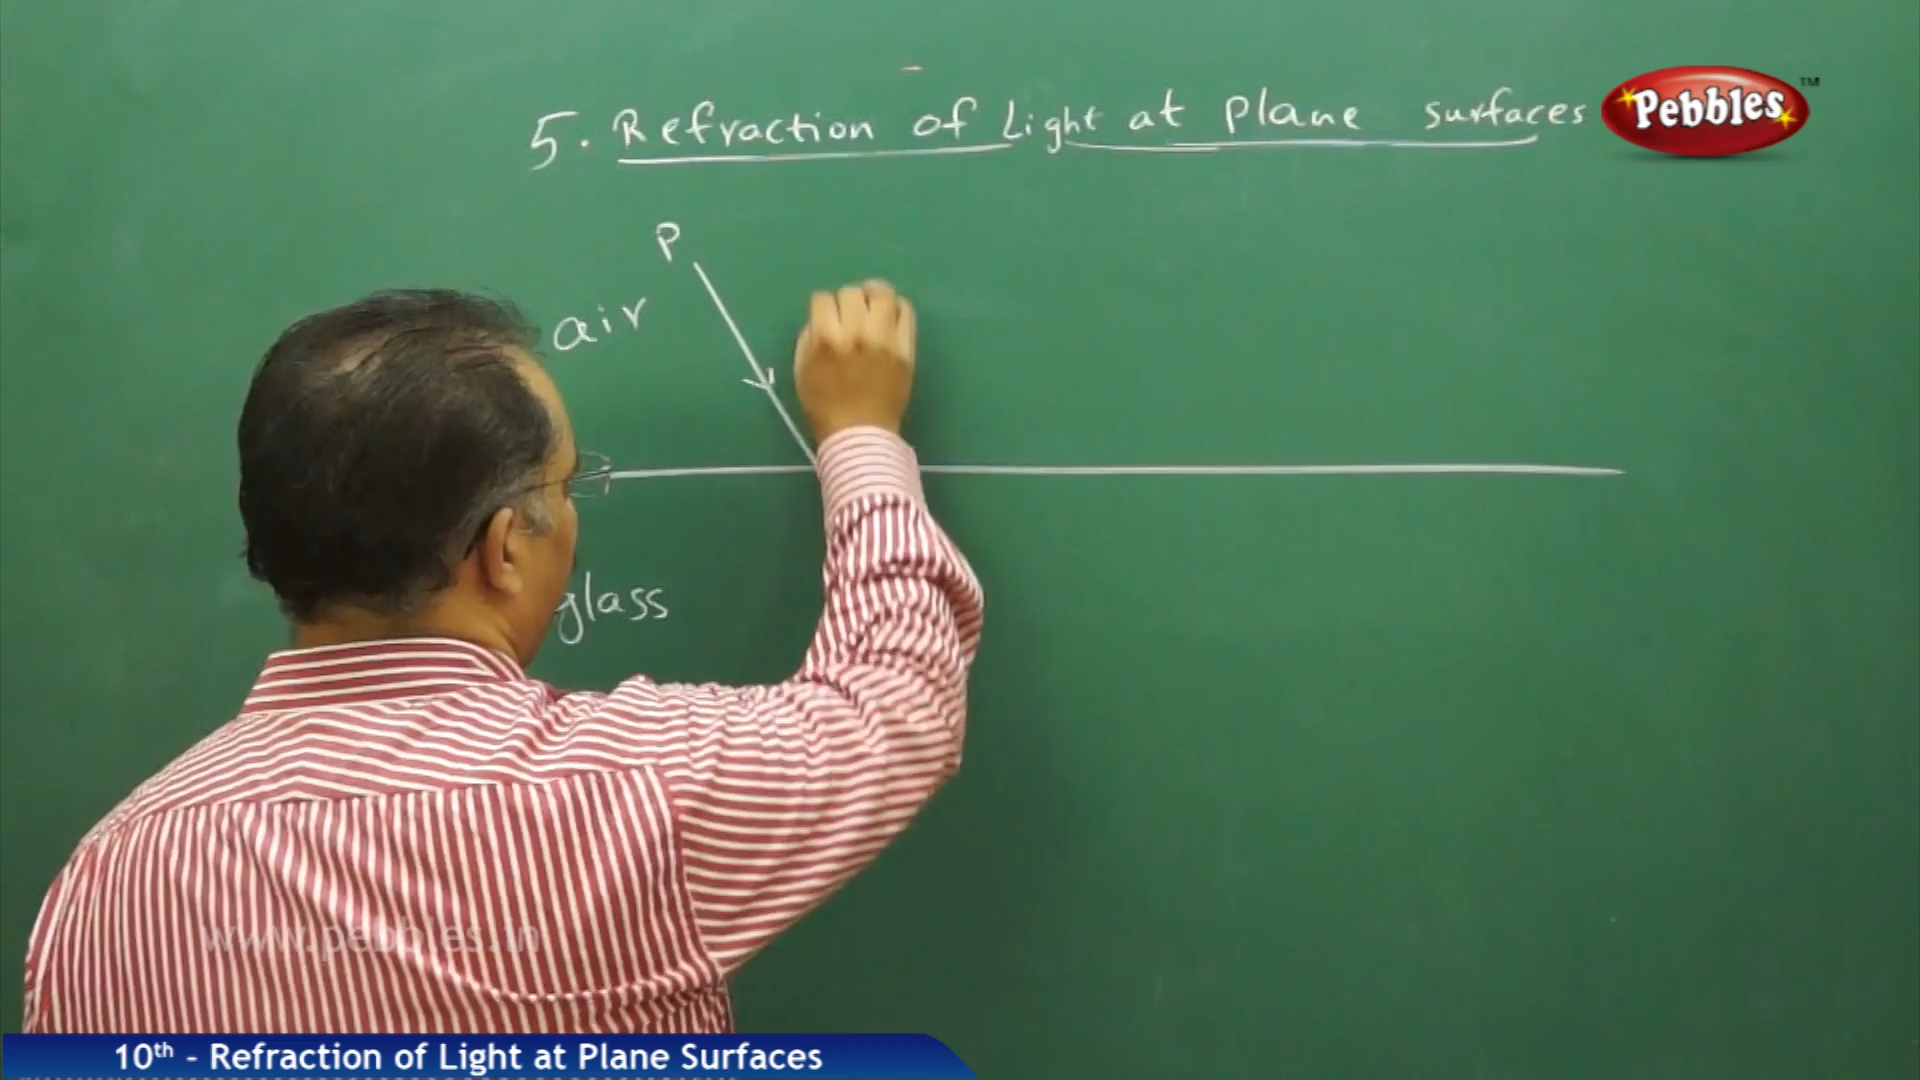 5. Refraction of Light at plane surfaces
Pebbles™
P
air
glass
www.pebbles.in
10th - Refraction of Light at Plane Surfaces